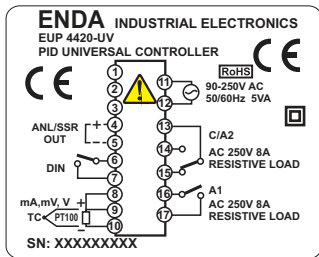 ENDA INDUSTRIAL ELECTRONICS
EUP 4420-UV
PID UNIVERSAL CONTROLLER
CE
RoHS
CE
1
2
3
ANL/SSR + 4
OUT - 5
DIN 6
7
mA,mV, V + 8
TC PT100 9
- 10
11 90-250V AC
12 50/60Hz 5VA
13 C/A2
14 AC 250V 8A
15 RESISTIVE LOAD
16 A1
AC 250V 8A
17 RESISTIVE LOAD
SN: XXXXXXXXX